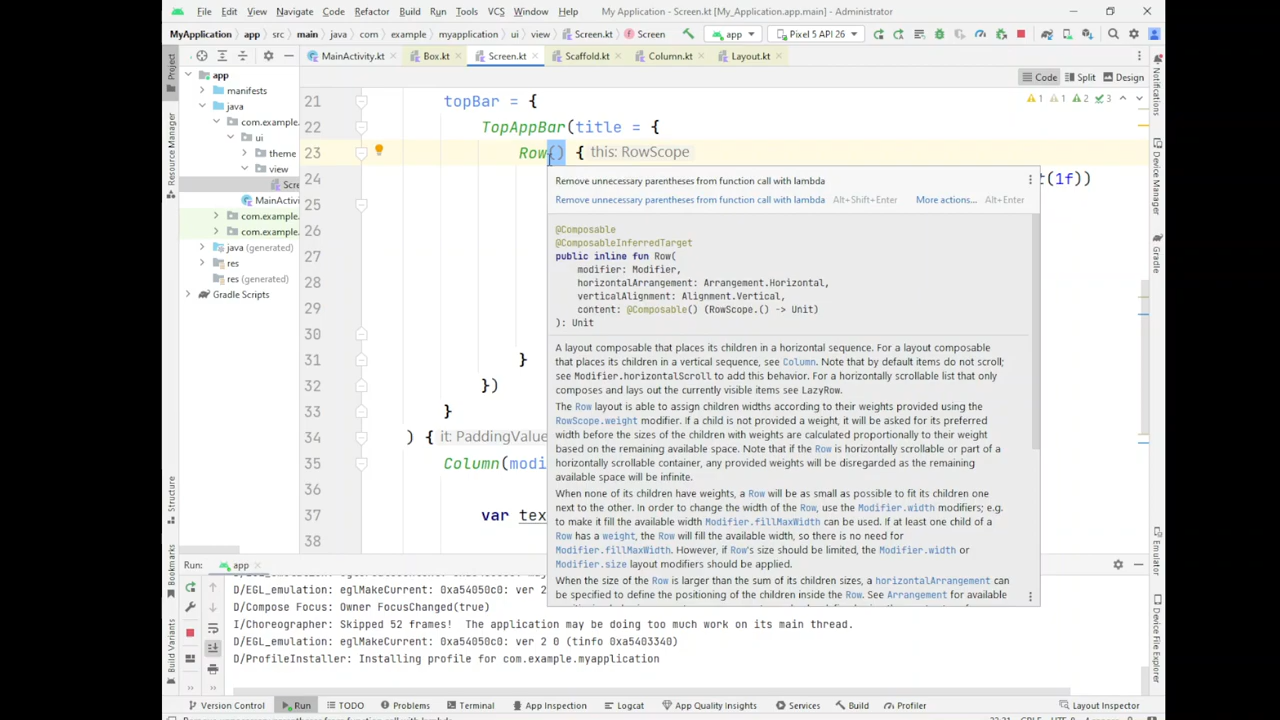 File Edit View Navigate Code Refactor Build Run Tools VCS Window Help My Application - Screen.kt [My_Application.app.main] - Administrator
MyApplication app src main java com example myapplication ui view Screen.kt Screen app Pixel 5 API 26
Project
Resource Manager
Structure
Bookmarks
Build Variants
app
manifests
java
com.example.
ui
theme
view
Scre
MainActiv
com.example.
com.example.
java (generated)
res
res (generated)
Gradle Scripts
MainActivity.kt Box.kt Screen.kt Scaffold.kt Column.kt Layout.kt
Code Split Design
1 1 2 3
21 topBar = {
22 TopAppBar(title = {
23 Row() { this: RowScope
24 t(1f))
25
26
27
28
29
30
31 }
32 })
33 }
34 ) { it: PaddingValue
35 Column(modi
36
37 var tex
38
Remove unnecessary parentheses from function call with lambda
Remove unnecessary parentheses from function call with lambda Alt+Shift+Enter More actions... Alt+Enter
@Composable
@ComposableInferredTarget
public inline fun Row(
modifier: Modifier,
horizontalArrangement: Arrangement.Horizontal,
verticalAlignment: Alignment.Vertical,
content: @Composable() (RowScope.() -> Unit)
): Unit
A layout composable that places its children in a horizontal sequence. For a layout composable
that places its children in a vertical sequence, see Column. Note that by default items do not scroll;
see Modifier.horizontalScroll to add this behavior. For a horizontally scrollable list that only
composes and lays out the currently visible items see LazyRow.
The Row layout is able to assign children widths according to their weights provided using the
RowScope.weight modifier. If a child is not provided a weight, it will be asked for its preferred
width before the sizes of the children with weights are calculated proportionally to their weight
based on the remaining available space. Note that if the Row is horizontally scrollable or part of a
horizontally scrollable container, any provided weights will be disregarded as the remaining
available space will be infinite.
When none of its children have weights, a Row will be as small as possible to fit its children one
next to the other. In order to change the width of the Row, use the Modifier.width modifiers; e.g.
to make it fill the available width Modifier.fillMaxWidth can be used. If at least one child of a
Row has a weight, the Row will fill the available width, so there is no need for
Modifier.fillMaxWidth. However, if Row's size should be limited, the Modifier.width or
Modifier.size layout modifiers should be applied.
When the size of the Row is larger than the sum of its children sizes, a horizontalArrangement can
be specified to define the positioning of the children inside the Row. See Arrangement for available
Notifications
Device Manager
Gradle
Emulator
Device File Explorer
Run: app
D/EGL_emulation: eglMakeCurrent: 0xa54050c0: ver
D/Compose Focus: Owner FocusChanged(true)
I/Choreographer: Skipped 52 frames! The application may be doing too much work on its main thread.
D/EGL_emulation: eglMakeCurrent: 0xa54050c0: ver 2 0 (tinfo 0xa5403340)
D/ProfileInstaller: Installing profile for com.example.myapplication
Version Control Run TODO Problems Terminal App Inspection Logcat App Quality Insights Services Build Profiler Layout Inspector